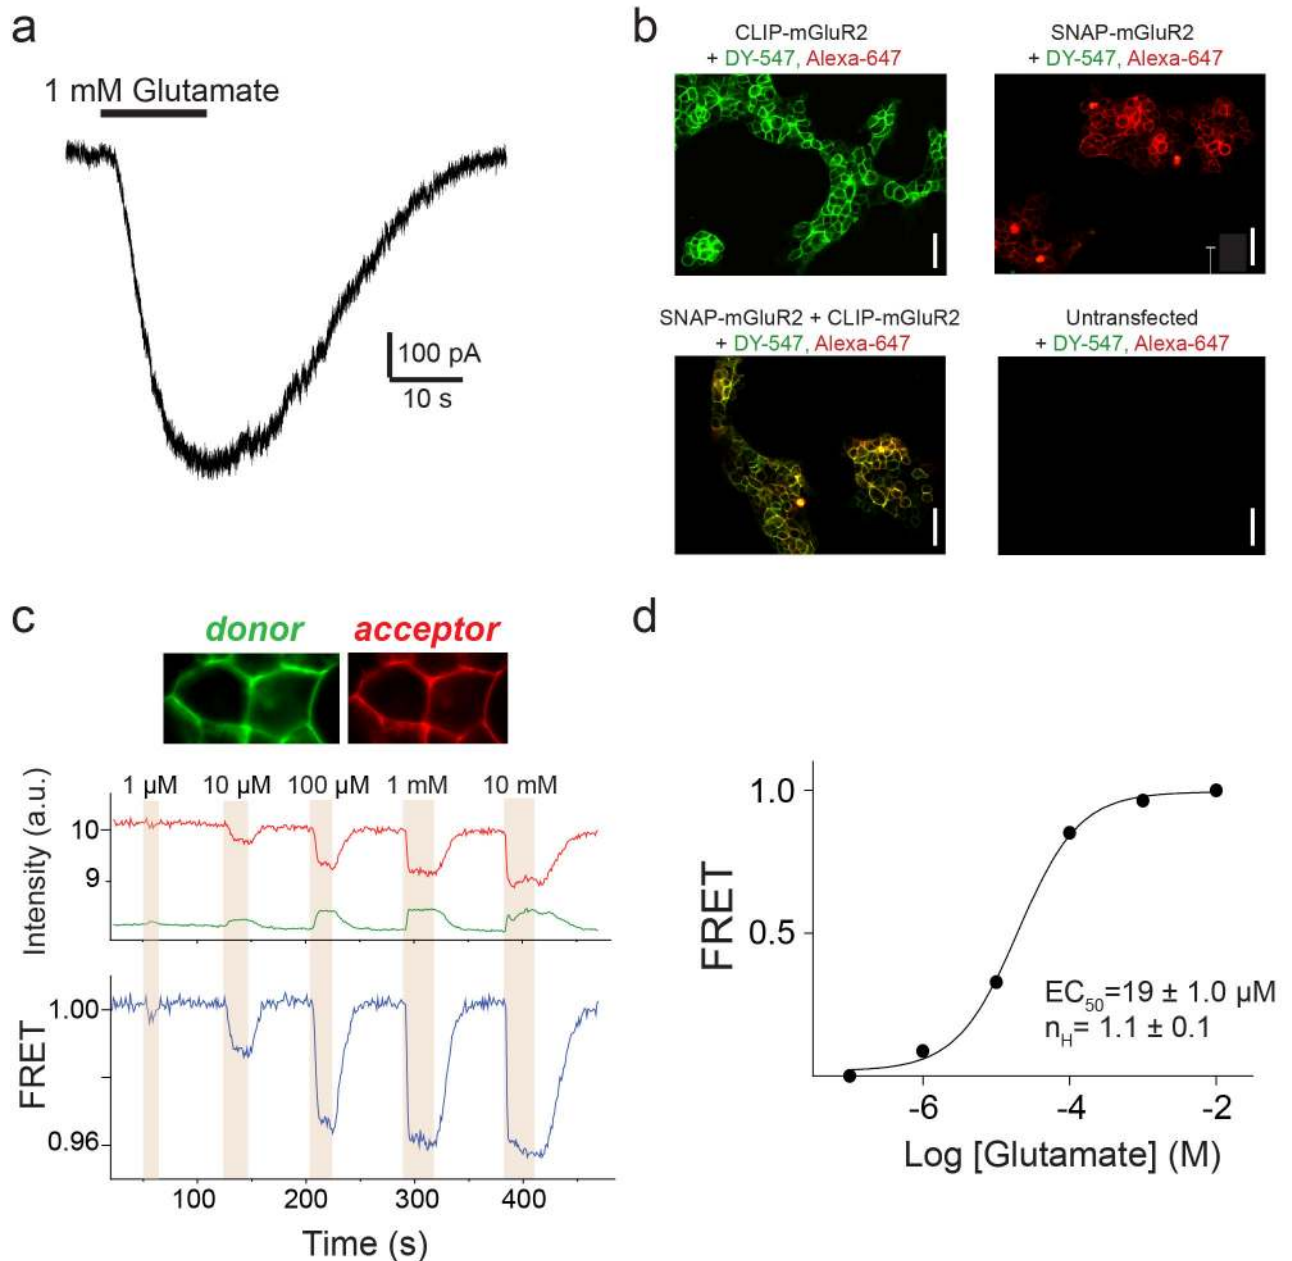 a
1 mM Glutamate
100 pA
10 s
b
CLIP-mGluR2
+ DY-547, Alexa-647
SNAP-mGluR2
+ DY-547, Alexa-647
SNAP-mGluR2 + CLIP-mGluR2
+ DY-547, Alexa-647
Untransfected
+ DY-547, Alexa-647
c
donor
acceptor
Intensity (a.u.)
1 µM
10 µM
100 µM
1 mM
10 mM
10
9
FRET
1.00
0.96
100
200
300
400
Time (s)
d
FRET
1.0
0.5
EC50=19 ± 1.0 µM
nH= 1.1 ± 0.1
-6
-4
-2
Log [Glutamate] (M)